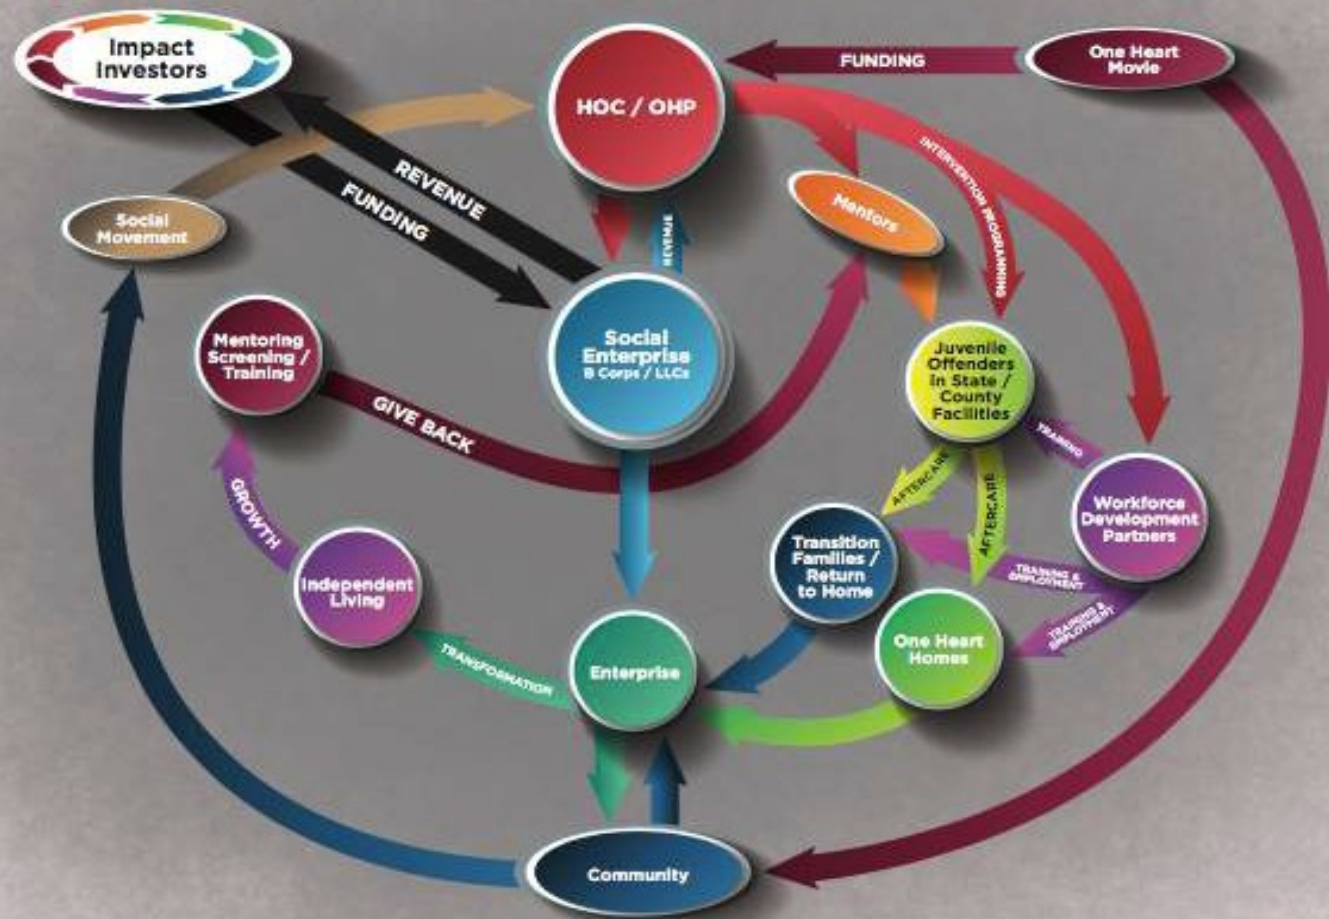 Impact
Investors
HOC / OHP
FUNDING
One Heart
Movie
REVENUE
FUNDING
INTERVENTION PROGRAMMING
Social
Movement
REVENUE
Mentors
Mentoring
Screening /
Training
Social
Enterprise
B Corps / LLCs
Juvenile
Offenders
In State /
County
Facilities
GIVE BACK
TRAINING
AFTERCARE
AFTERCARE
Workforce
Development
Partners
GROWTH
Transition
Families /
Return
to Home
TRAINING &
EMPLOYMENT
TRAINING &
EMPLOYMENT
Independent
Living
One Heart
Homes
TRANSFORMATION
Enterprise
Community